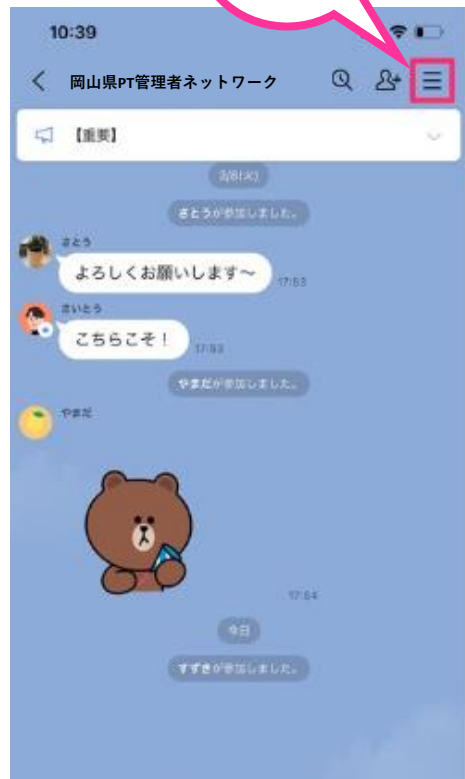 10:39
岡山県PT管理者ネットワーク
【重要】
3/8(火)
さとうが参加しました。
さとう
よろしくお願いします～
17:53
さいとう
こちらこそ！
17:53
やまだが参加しました。
やまだ
17:54
今日
すずきが参加しました。